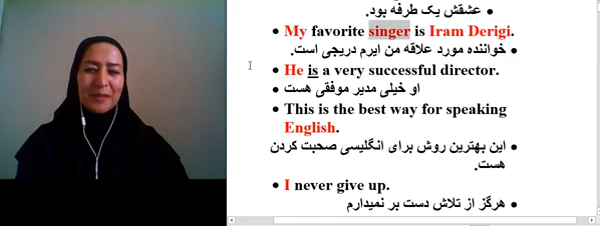 عشقش یک طرفه بود.
My favorite singer is Iram Derigi.
خواننده مورد علاقه من ایرم دریجی است.
He is a very successful director.
او خیلی مدیر موفقی هست
This is the best way for speaking
English.
این بهترین روش برای انگلیسی صحبت کردن
هست.
I never give up.
هرگز از تلاش دست بر نمیدارم